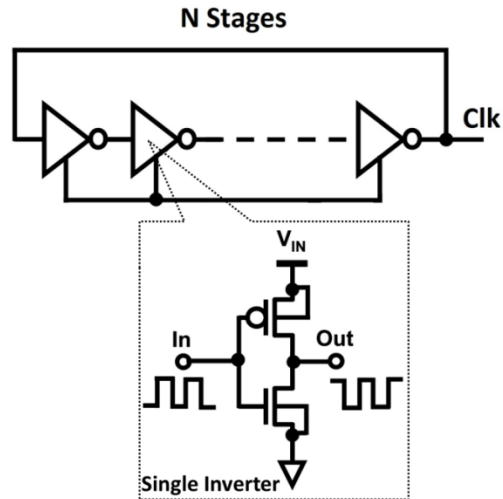 N Stages
Clk
V_IN
In
Out
Single Inverter